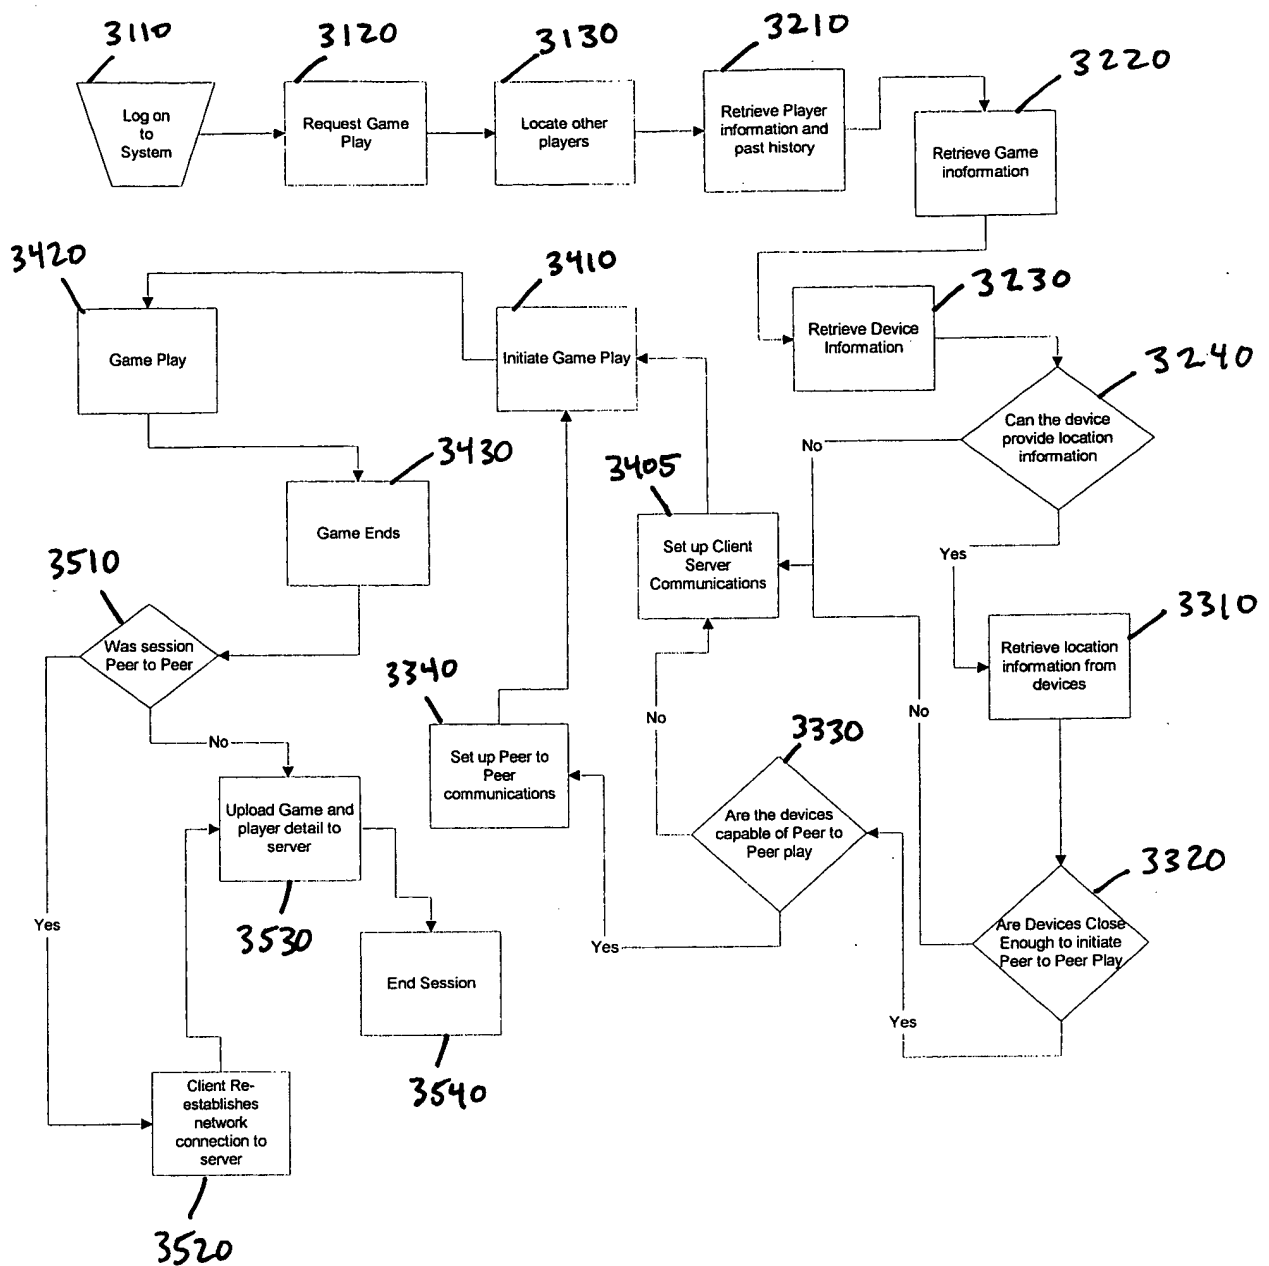 3110
3120
3130
3210
3220
Log on
to
System
Request Game
Play
Locate other
players
Retrieve Player
information and
past history
Retrieve Game
inoformation
3420
3410
3230
Game Play
Initiate Game Play
Retrieve Device
Information
3240
Can the device
provide location
information
No
Yes
3430
3405
Game Ends
Set up Client
Server
Communications
3510
Was session
Peer to Peer
3310
Retrieve location
information from
devices
3340
No
No
3330
No
Set up Peer to
Peer
communications
Are the devices
capable of Peer to
Peer play
Upload Game and
player detail to
server
3320
Are Devices Close
Enough to initiate
Peer to Peer Play
Yes
3530
Yes
End Session
Yes
3540
Client Re-
establishes
network
connection to
server
3520